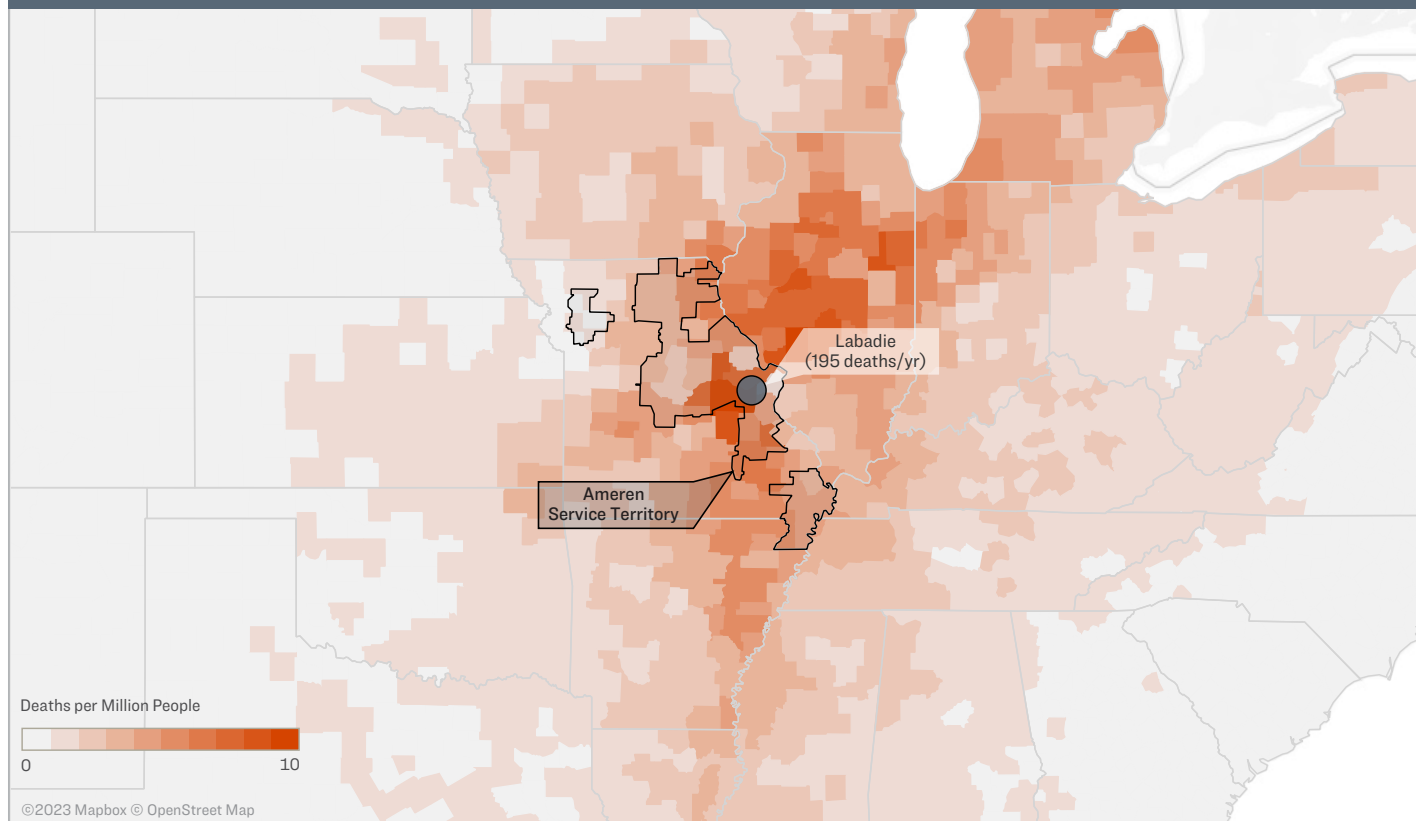 Labadie
(195 deaths/yr)
Ameren
Service Territory
Deaths per Million People
0
10
©2023 Mapbox © OpenStreet Map